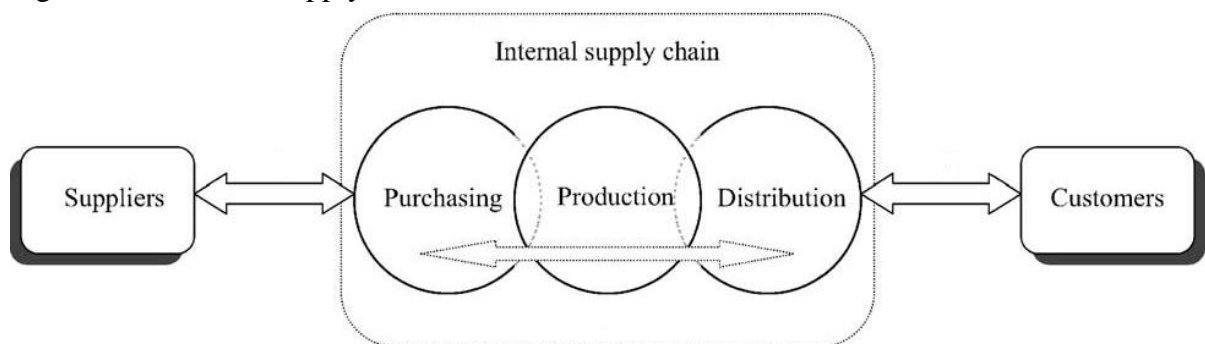 Internal supply chain
Suppliers
Purchasing
Production
Distribution
Customers